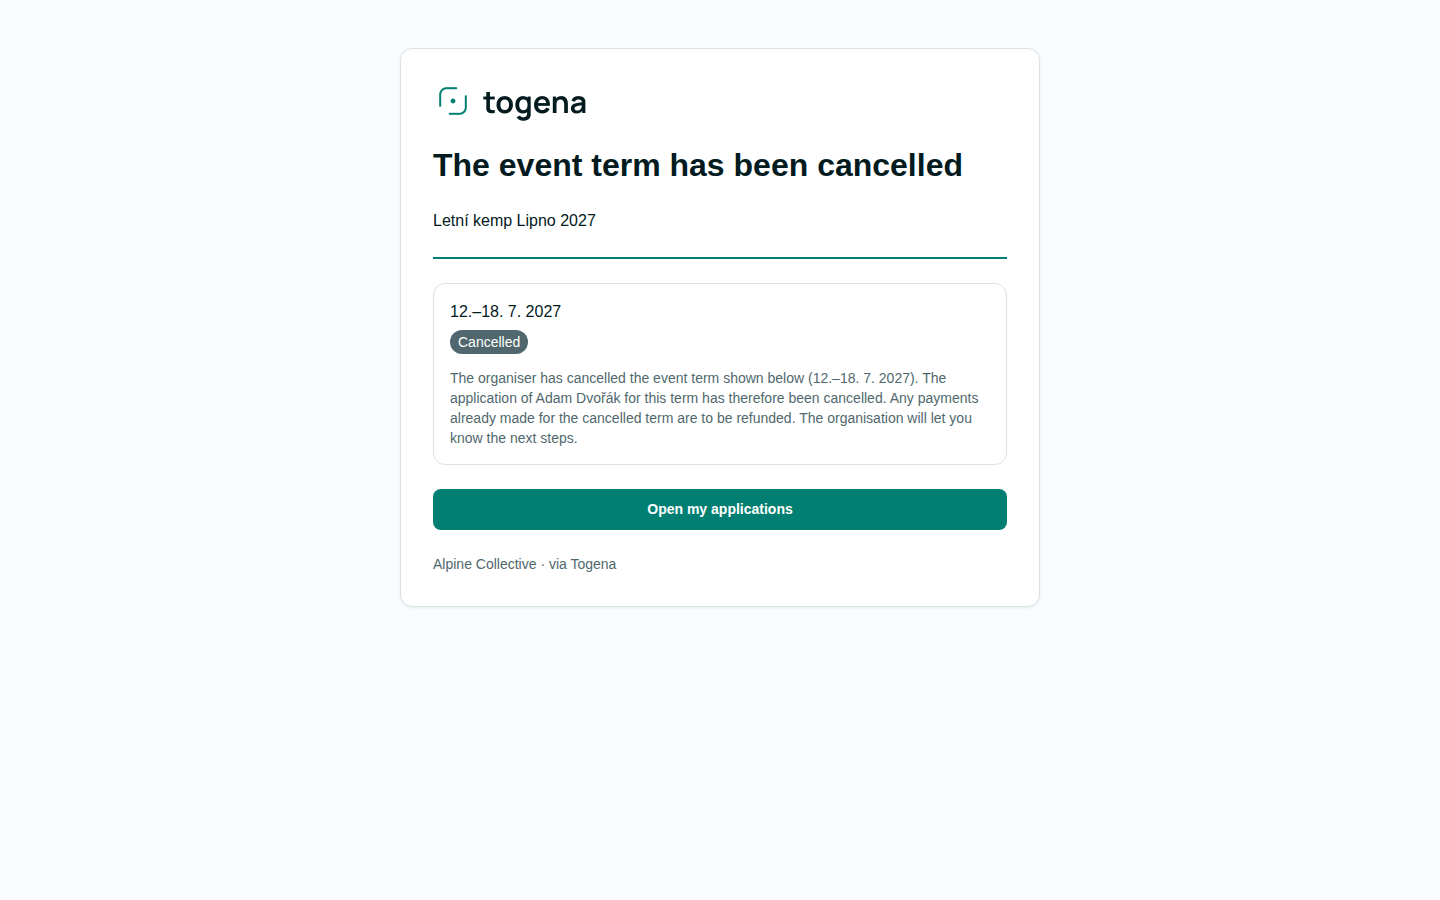 togena
The event term has been cancelled
Letní kemp Lipno 2027
12.–18. 7. 2027
Cancelled
The organiser has cancelled the event term shown below (12.–18. 7. 2027). The
application of Adam Dvořák for this term has therefore been cancelled. Any payments
already made for the cancelled term are to be refunded. The organisation will let you
know the next steps.
Open my applications
Alpine Collective · via Togena